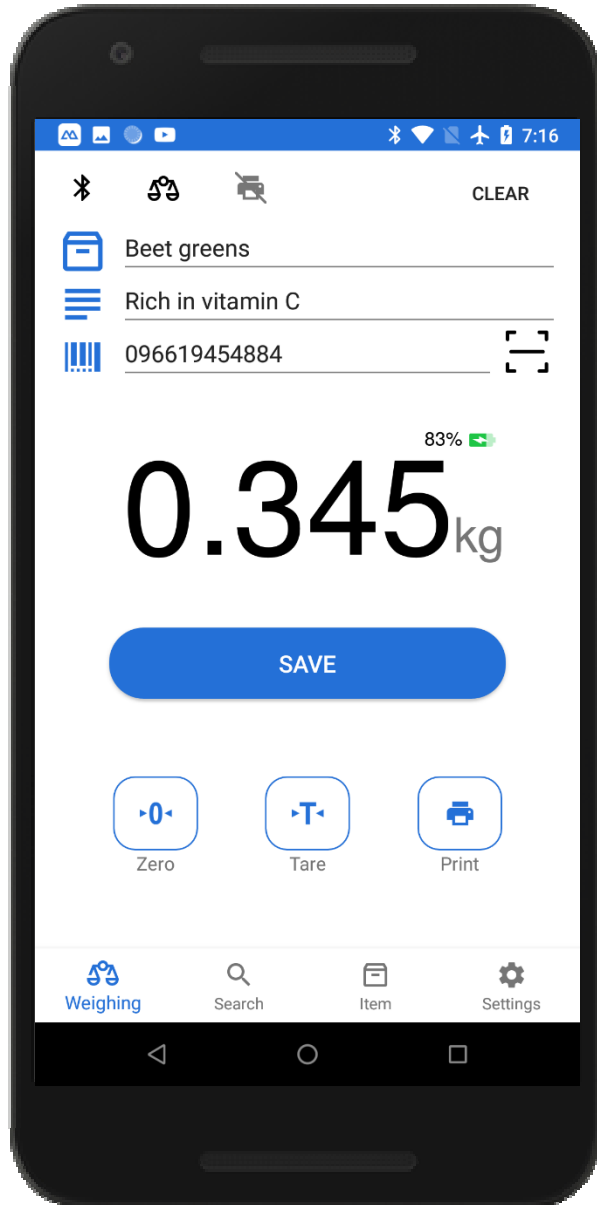 7:16
CLEAR
Beet greens
Rich in vitamin C
096619454884
83%
0.345kg
SAVE
0 T
Zero Tare Print
Weighing Search Item Settings